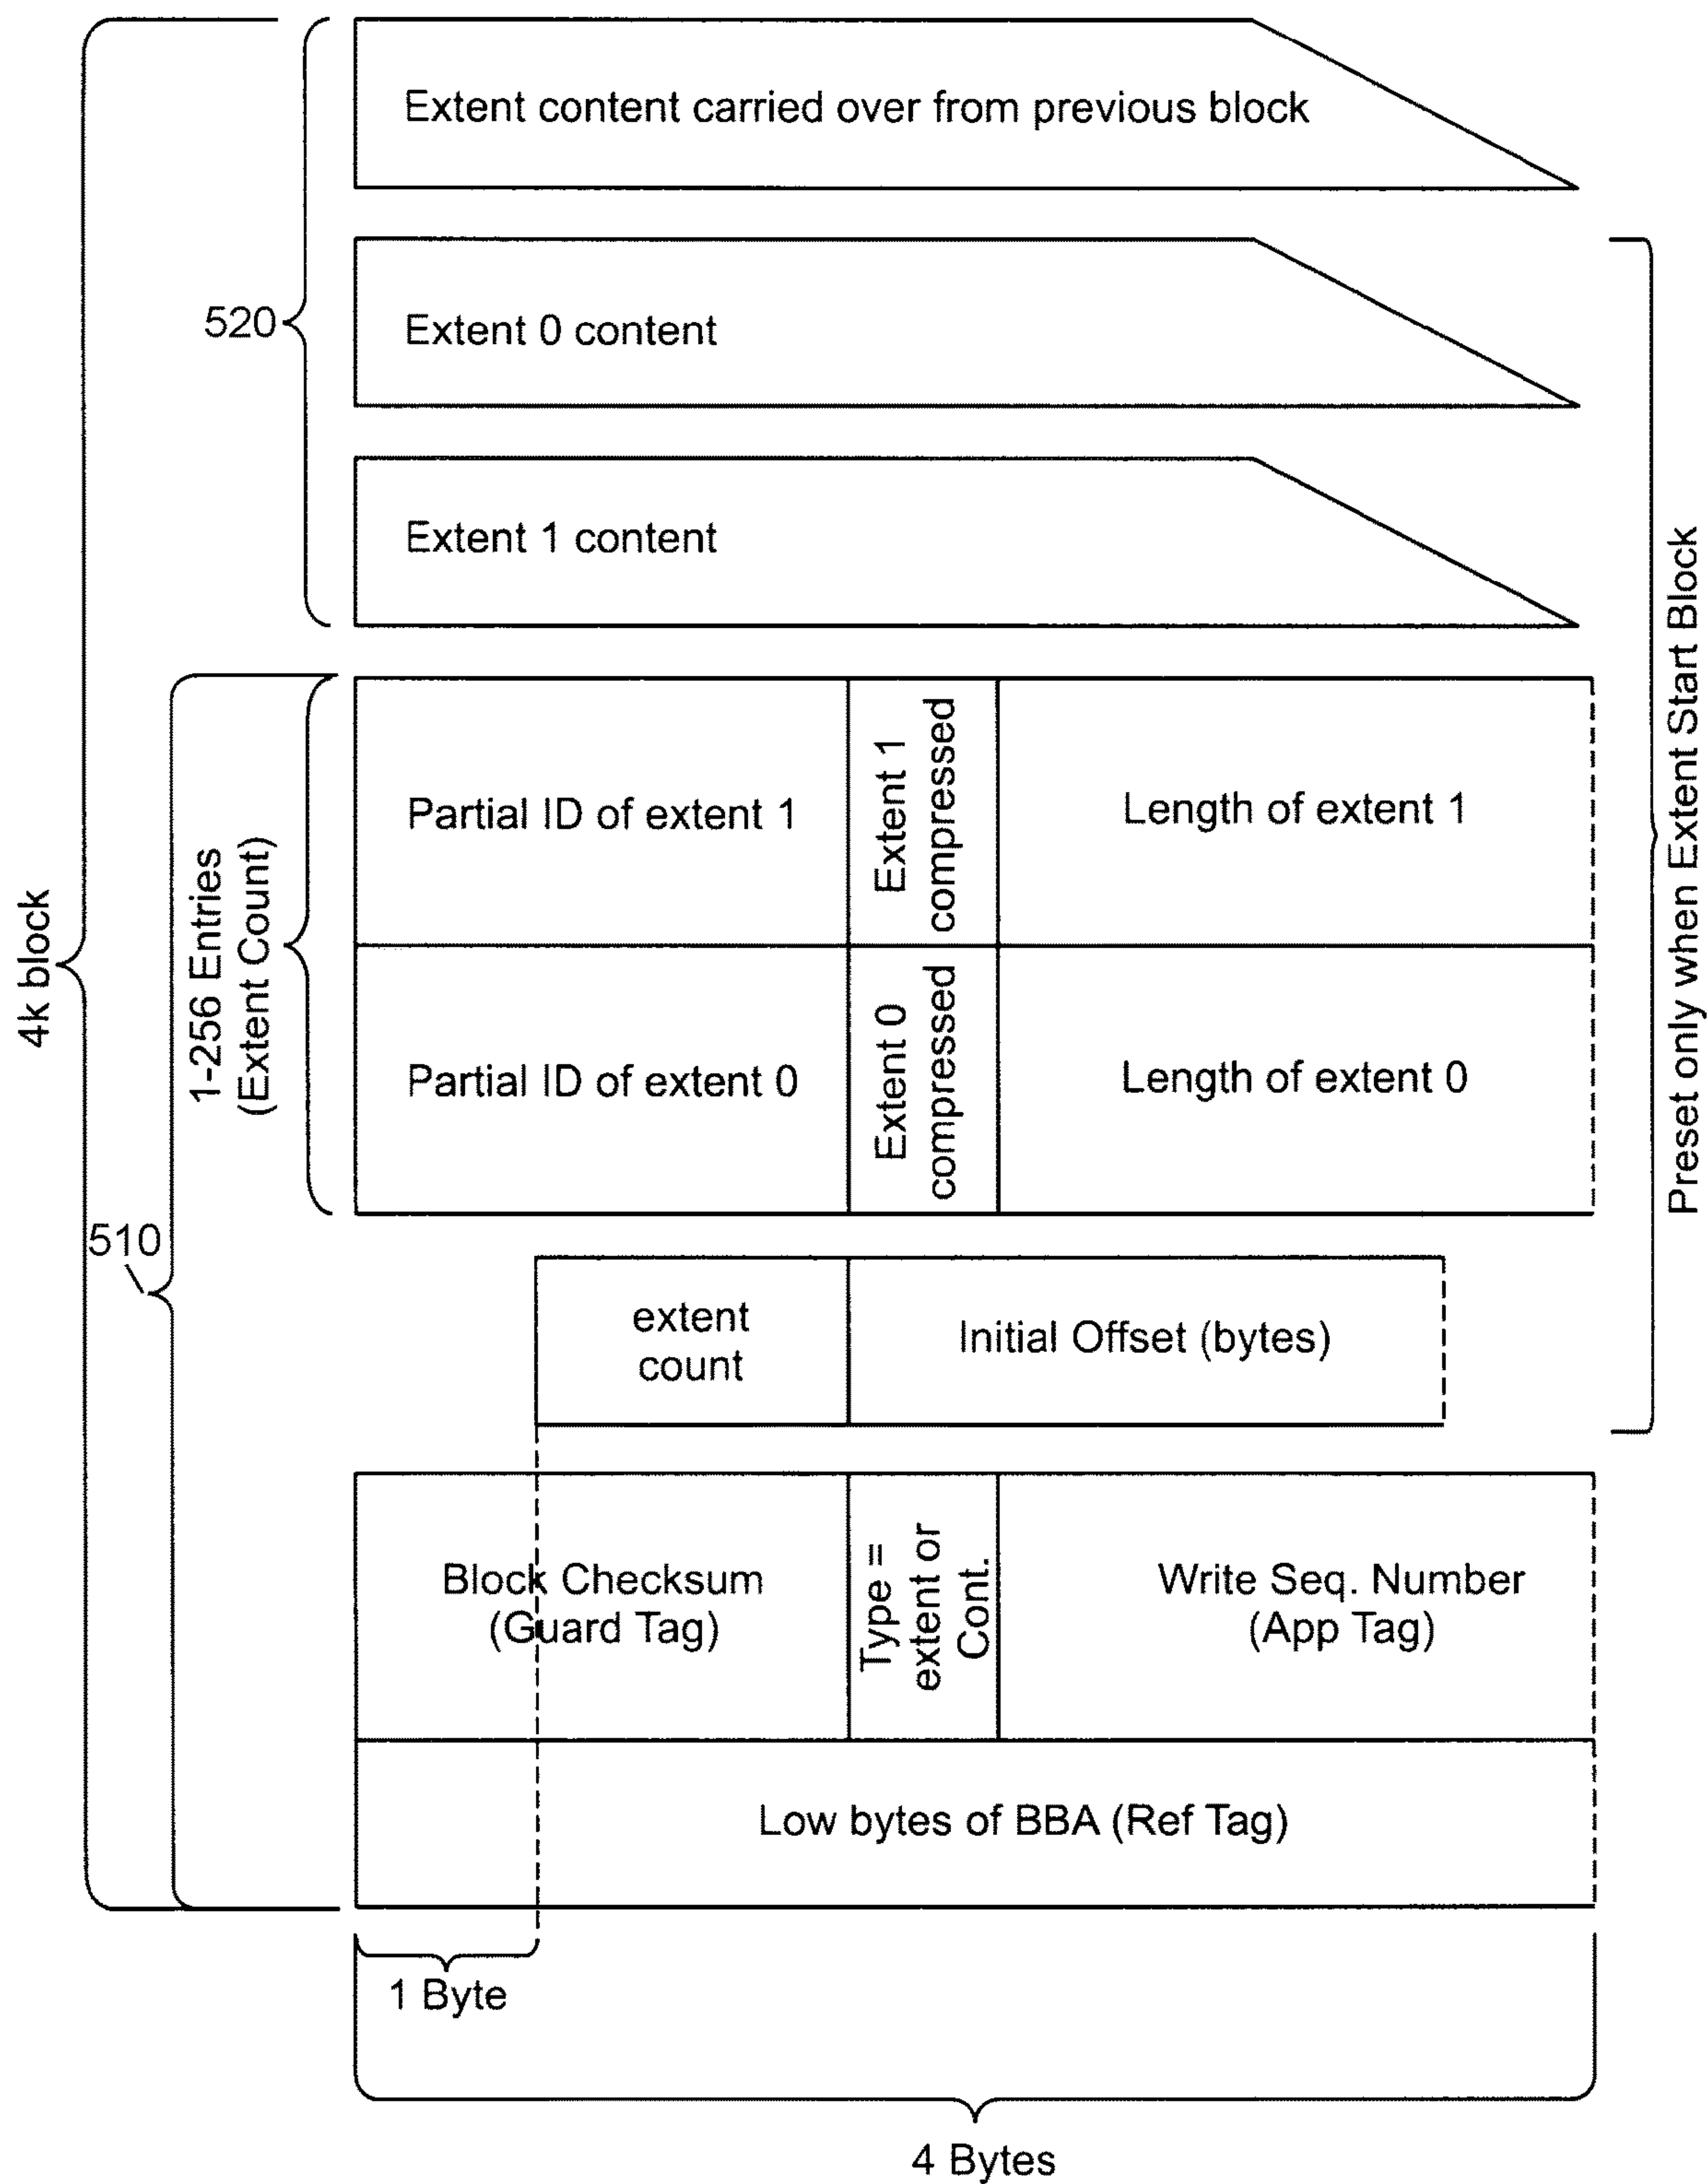 Extent content carried over from previous block
520
Extent 0 content
Extent 1 content
Preset only when Extent Start Block
4k block
1-256 Entries
(Extent Count)
Partial ID of extent 1
Extent 1
compressed
Length of extent 1
Partial ID of extent 0
Extent 0
compressed
Length of extent 0
510
extent
count
Initial Offset (bytes)
Block Checksum
(Guard Tag)
Type =
extent or
Cont.
Write Seq. Number
(App Tag)
Low bytes of BBA (Ref Tag)
1 Byte
4 Bytes